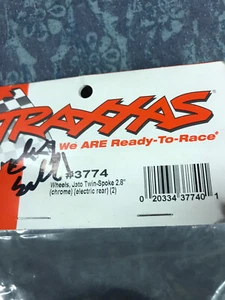 TRAXXAS
We ARE Ready-To-Race®
#3774
Wheels, Jato Twin-Spoke 2.8"
(chrome) (electric rear) (2)
0 20334 37740 1